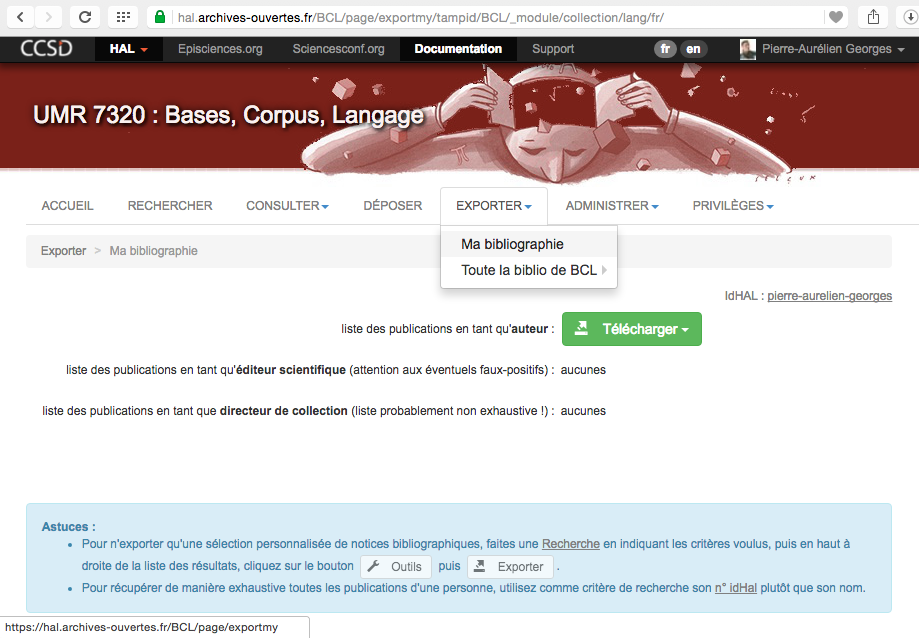 hal.archives-ouvertes.fr/BCL/page/exportmy/tampid/BCL/_module/collection/lang/fr/
CCSD HAL Episciences.org Sciencesconf.org Documentation Support fr en Pierre-Aurélien Georges
UMR 7320 : Bases, Corpus, Langage
ACCUEIL RECHERCHER CONSULTER DÉPOSER EXPORTER ADMINISTRER PRIVILÈGES
Ma bibliographie
Toute la biblio de BCL
Exporter > Ma bibliographie
IdHAL : pierre-aurelien-georges
liste des publications en tant qu'auteur : Télécharger
liste des publications en tant qu'éditeur scientifique (attention aux éventuels faux-positifs) : aucunes
liste des publications en tant que directeur de collection (liste probablement non exhaustive !) : aucunes
Astuces :
• Pour n'exporter qu'une sélection personnalisée de notices bibliographiques, faites une Recherche en indiquant les critères voulus, puis en haut à
droite de la liste des résultats, cliquez sur le bouton Outils puis Exporter .
• Pour récupérer de manière exhaustive toutes les publications d'une personne, utilisez comme critère de recherche son n° idHal plutôt que son nom.
https://hal.archives-ouvertes.fr/BCL/page/exportmy